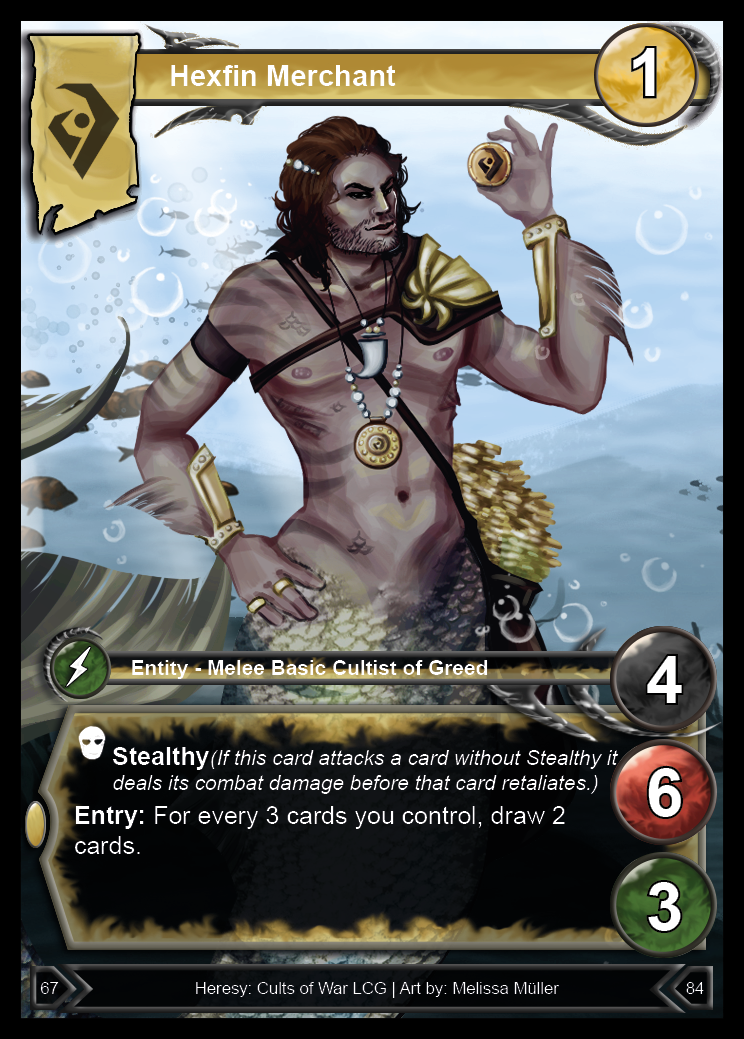 Hexfin Merchant
1
Entity - Melee Basic Cultist of Greed
4
Stealthy(If this card attacks a card without Stealthy it
deals its combat damage before that card retaliates.)
6
Entry: For every 3 cards you control, draw 2
cards.
3
67
Heresy: Cults of War LCG | Art by: Melissa Müller
84